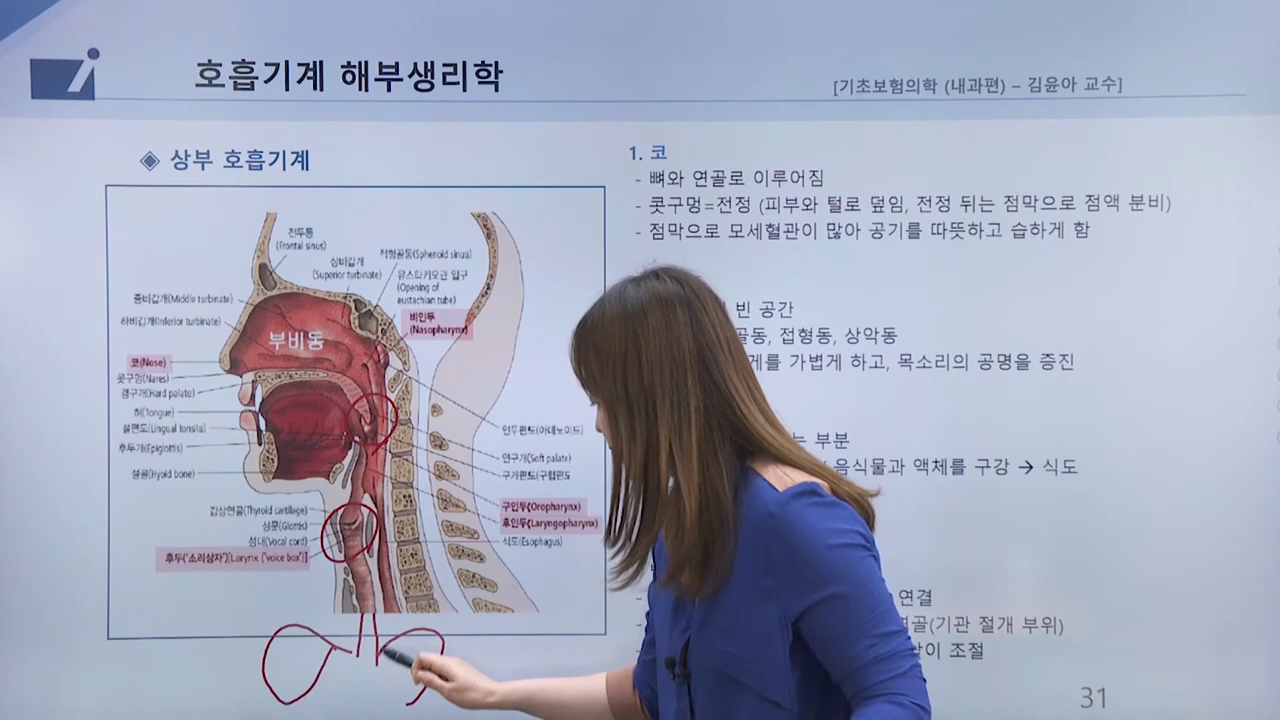 호흡기계 해부생리학
[기초보험의학 (내과편) – 김윤아 교수]
◈ 상부 호흡기계
전두동
(Frontal sinus)
상비갑개
(Superior turbinate)
접형골동(Sphenoid sinus)
유스타키오관 입구
(Opening of
eustachian tube)
중비갑개(Middle turbinate)
하비갑개(Inferior turbinate)
비인두
(Nasopharynx)
부비동
코(Nose)
콧구멍(Nares)
경구개(Hard palate)
혀(Tongue)
설편도(Lingual tonsils)
후두개(Epiglottis)
설골(Hyoid bone)
인두편도(아데노이드)
연구개(Soft palate)
구개편도(구협편도
구인두(Oropharynx)
후인두(Laryngopharynx)
식도(Esophagus)
갑상연골(Thyroid cartilage)
성문(Glottis)
성대(Vocal cord)
후두("소리상자")[Larynx ("voice box")]
1. 코
- 뼈와 연골로 이루어짐
- 콧구멍=전정 (피부와 털로 덮임, 전정 뒤는 점막으로 점액 분비)
- 점막으로 모세혈관이 많아 공기를 따뜻하고 습하게 함
빈 공간
골동, 접형동, 상악동
게를 가볍게 하고, 목소리의 공명을 증진
는 부분
음식물과 액체를 구강 → 식도
연결
연골(기관 절개 부위)
조절
31